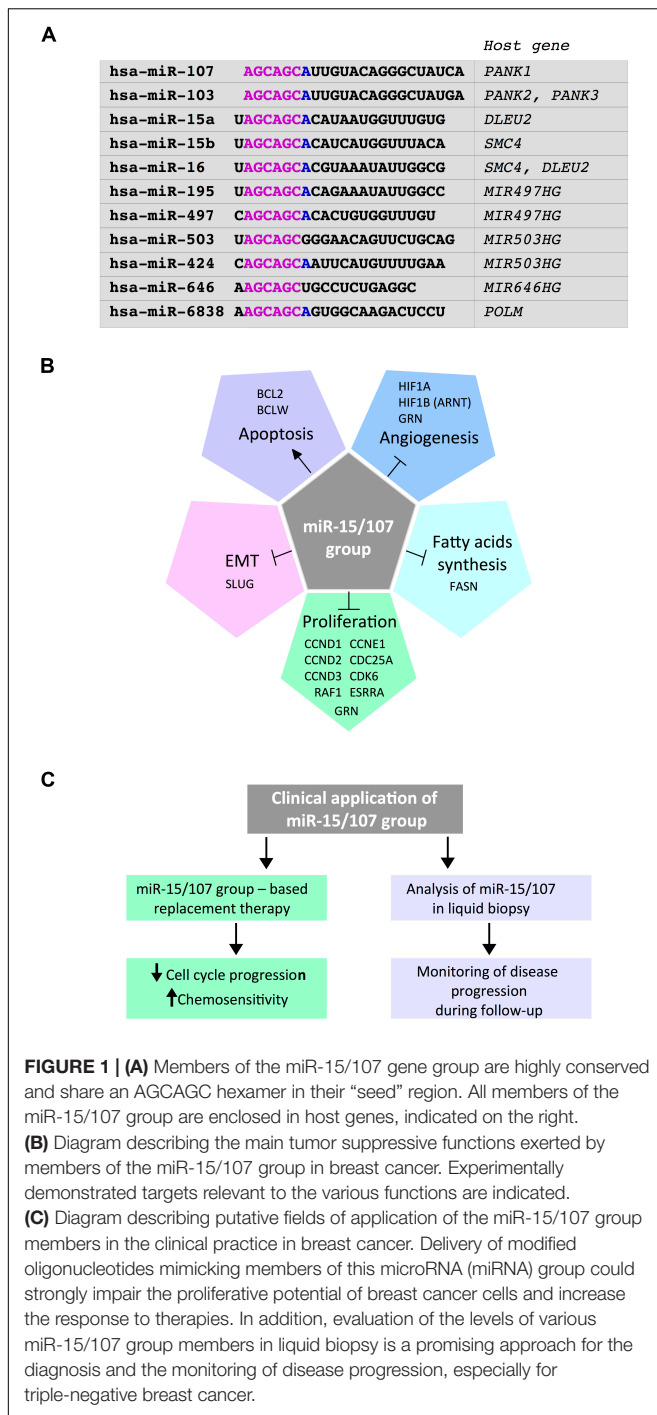 A
Host gene
hsa-miR-107 AGCAGCAUUGUACAGGGCUAUCA PANK1
hsa-miR-103 AGCAGCAUUGUACAGGGCUAUGA PANK2, PANK3
hsa-miR-15a UAGCAGCACAUAAUGGUUUGUG DLEU2
hsa-miR-15b UAGCAGCACAUCAUGGUUUACA SMC4
hsa-miR-16 UAGCAGCACGUAAAUAUUGGCG SMC4, DLEU2
hsa-miR-195 UAGCAGCACAGAAAUAUUGGCC MIR497HG
hsa-miR-497 CAGCAGCACACUGUGGUUUGU MIR497HG
hsa-miR-503 UAGCAGCGGGAACAGUUCUGCAG MIR503HG
hsa-miR-424 CAGCAGCAAUUCAUGUUUUGAA MIR503HG
hsa-miR-646 AAGCAGCUGCCUCUGAGGC MIR646HG
hsa-miR-6838 AAGCAGCAGUGGCAAGACUCCU POLM
B
BCL2
BCLW
Apoptosis
HIF1A
HIF1B (ARNT)
GRN
Angiogenesis
miR-15/107
group
EMT
SLUG
Fatty acids
synthesis
FASN
Proliferation
CCND1 CCNE1
CCND2 CDC25A
CCND3 CDK6
RAF1 ESRRA
GRN
C
Clinical application of
miR-15/107 group
miR-15/107 group – based
replacement therapy
Analysis of miR-15/107
in liquid biopsy
↓ Cell cycle progression
↑Chemosensitivity
Monitoring of disease
progression
during follow-up
FIGURE 1 | (A) Members of the miR-15/107 gene group are highly conserved
and share an AGCAGC hexamer in their “seed” region. All members of the
miR-15/107 group are enclosed in host genes, indicated on the right.
(B) Diagram describing the main tumor suppressive functions exerted by
members of the miR-15/107 group in breast cancer. Experimentally
demonstrated targets relevant to the various functions are indicated.
(C) Diagram describing putative fields of application of the miR-15/107 group
members in the clinical practice in breast cancer. Delivery of modified
oligonucleotides mimicking members of this microRNA (miRNA) group could
strongly impair the proliferative potential of breast cancer cells and increase
the response to therapies. In addition, evaluation of the levels of various
miR-15/107 group members in liquid biopsy is a promising approach for the
diagnosis and the monitoring of disease progression, especially for
triple-negative breast cancer.